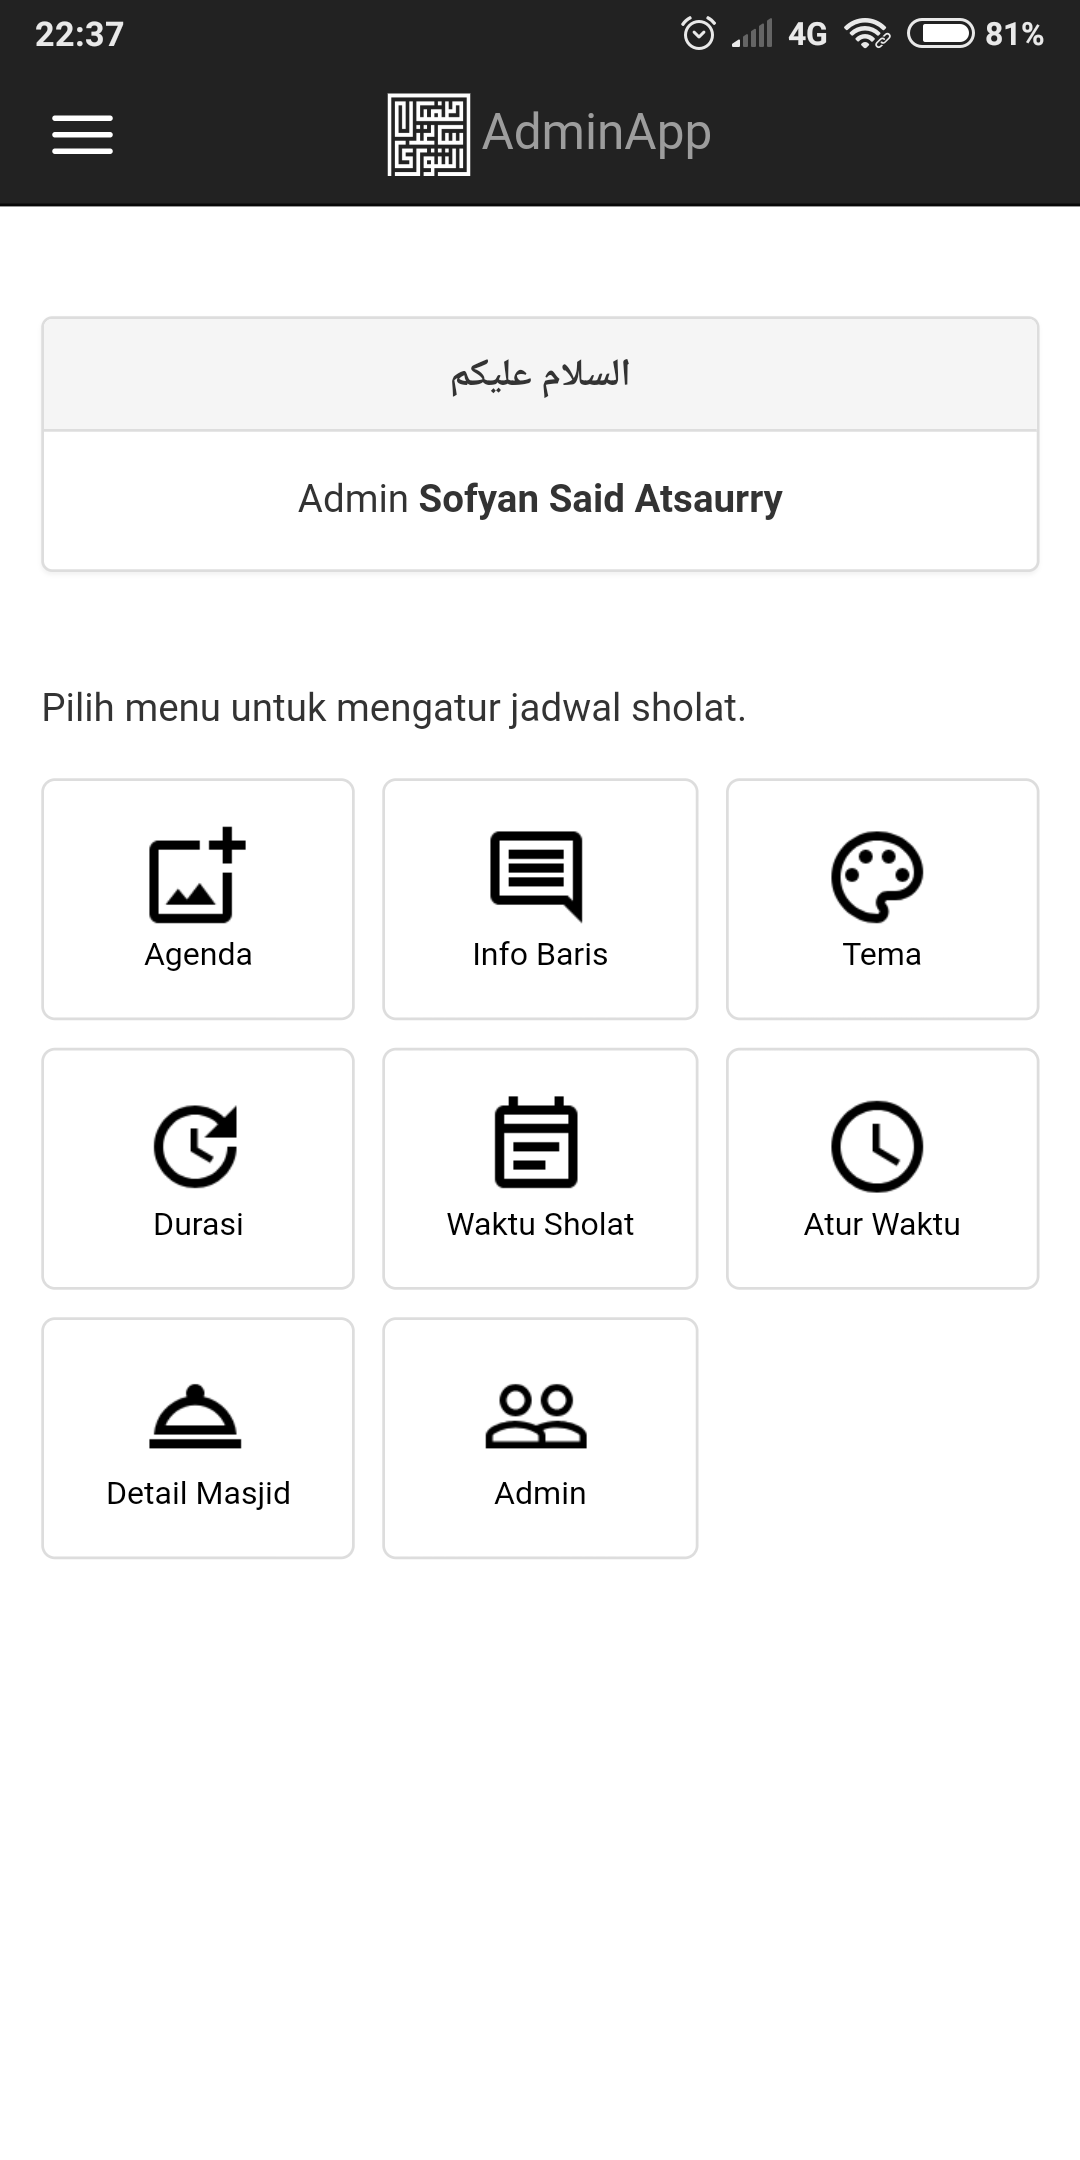 22:37 4G 81%
AdminApp
السلام عليكم
Admin Sofyan Said Atsaurry
Pilih menu untuk mengatur jadwal sholat.
Agenda Info Baris Tema
Durasi Waktu Sholat Atur Waktu
Detail Masjid Admin